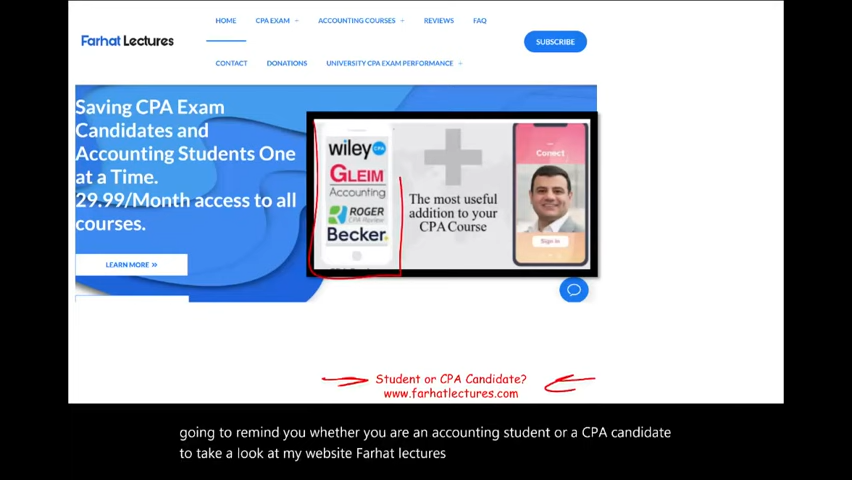 HOME
CPA EXAM
ACCOUNTING COURSES
REVIEWS
FAQ
Farhat Lectures
SUBSCRIBE
CONTACT
DONATIONS
UNIVERSITY CPA EXAM PERFORMANCE
Saving CPA Exam
Candidates and
Accounting Students One
at a Time.
29.99/Month access to all
courses.
LEARN MORE
wiley CPA
GLEIM
Accounting
ROGER
CPA Review
Becker.
The most useful
addition to your
CPA Course
Conect
Sign in
Student or CPA Candidate?
www.farhatlectures.com
going to remind you whether you are an accounting student or a CPA candidate
to take a look at my website Farhat lectures